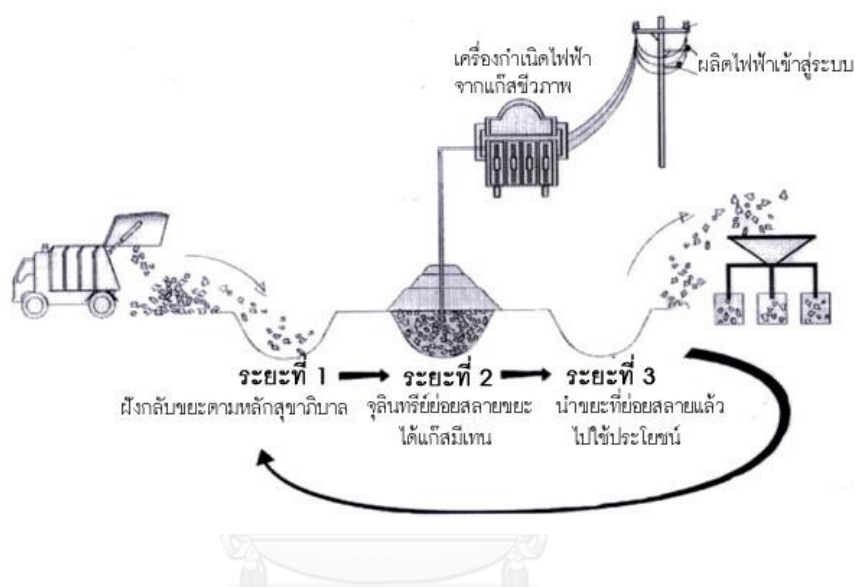 เครื่องกำเนิดไฟฟ้า
จากแก๊สชีวภาพ
ผลิตไฟฟ้าเข้าสู่ระบบ
ระยะที่ 1
ฝังกลบขยะตามหลักสุขาภิบาล
ระยะที่ 2
จุลินทรีย์ย่อยสลายขยะ
ได้แก๊สมีเทน
ระยะที่ 3
นำขยะที่ย่อยสลายแล้ว
ไปใช้ประโยชน์